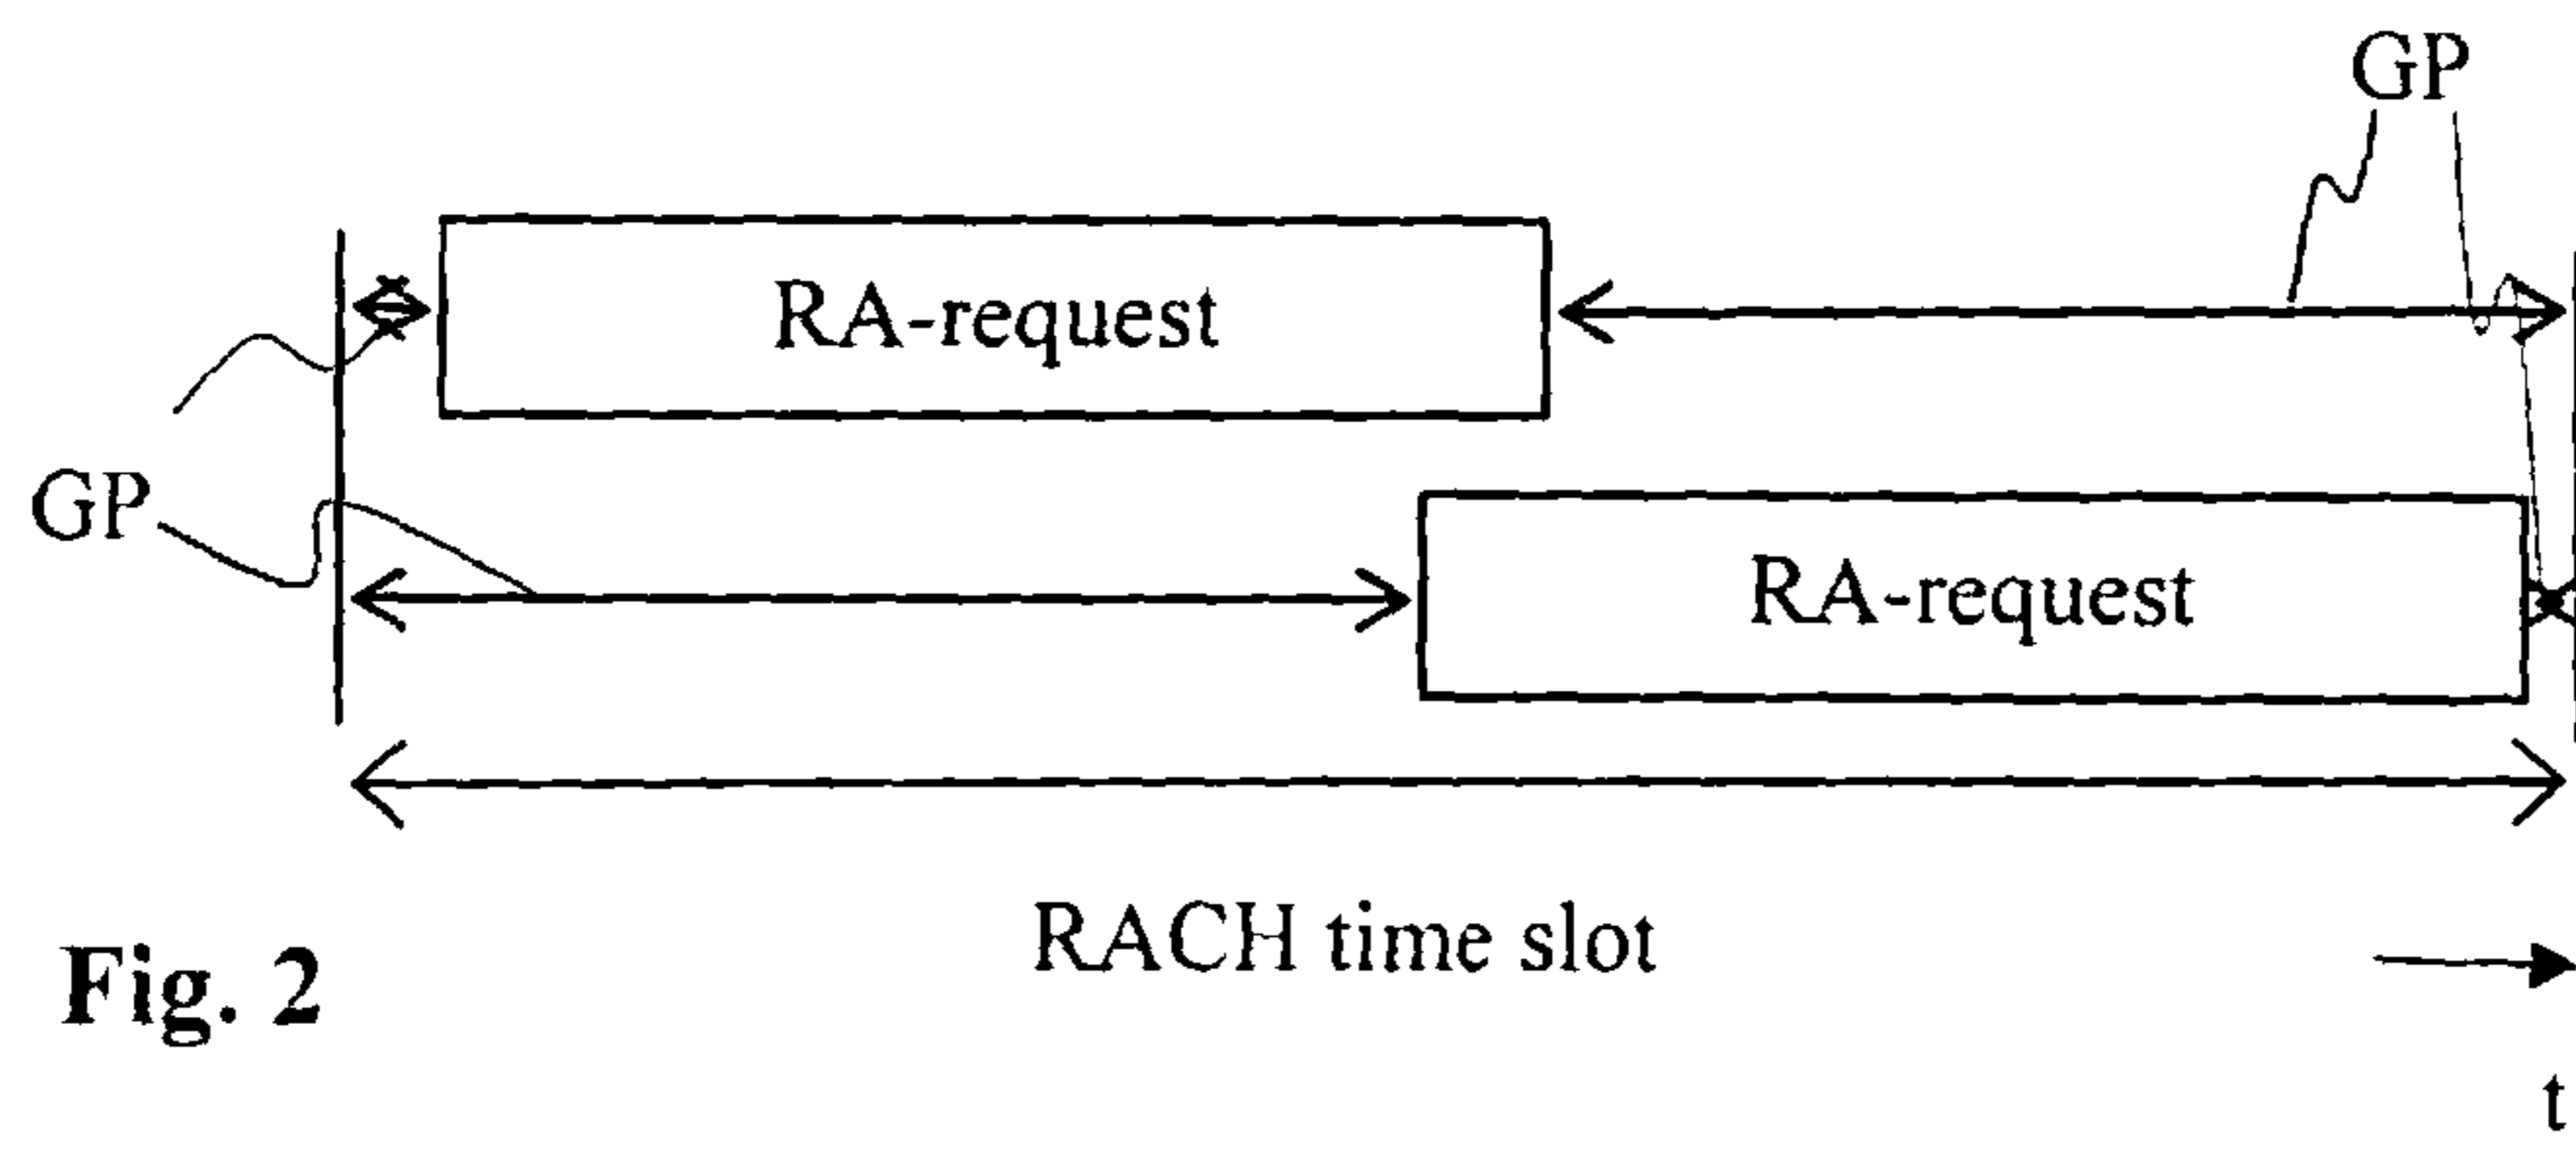 GP
RA-request
GP
RA-request
RACH time slot
Fig. 2
t